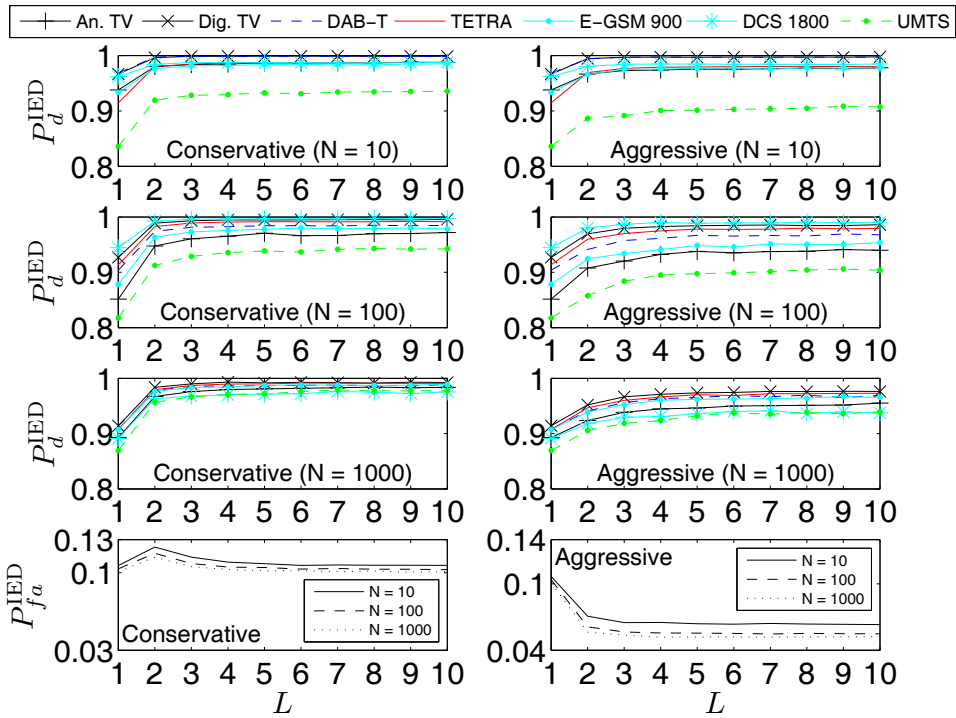 An. TV Dig. TV DAB-T TETRA E-GSM 900 DCS 1800 UMTS
1
0.9
0.8
P_d^IED
Conservative (N = 10)
1 2 3 4 5 6 7 8 9 10
1
0.9
0.8
P_d^IED
Aggressive (N = 10)
1 2 3 4 5 6 7 8 9 10
1
0.9
0.8
P_d^IED
Conservative (N = 100)
1 2 3 4 5 6 7 8 9 10
1
0.9
0.8
P_d^IED
Aggressive (N = 100)
1 2 3 4 5 6 7 8 9 10
1
0.9
0.8
P_d^IED
Conservative (N = 1000)
1 2 3 4 5 6 7 8 9 10
1
0.9
0.8
P_d^IED
Aggressive (N = 1000)
1 2 3 4 5 6 7 8 9 10
0.13
0.1
0.03
P_fa^IED
N = 10
N = 100
N = 1000
Conservative
1 2 3 4 5 6 7 8 9 10
L
0.14
0.1
0.04
P_fa^IED
Aggressive
N = 10
N = 100
N = 1000
1 2 3 4 5 6 7 8 9 10
L